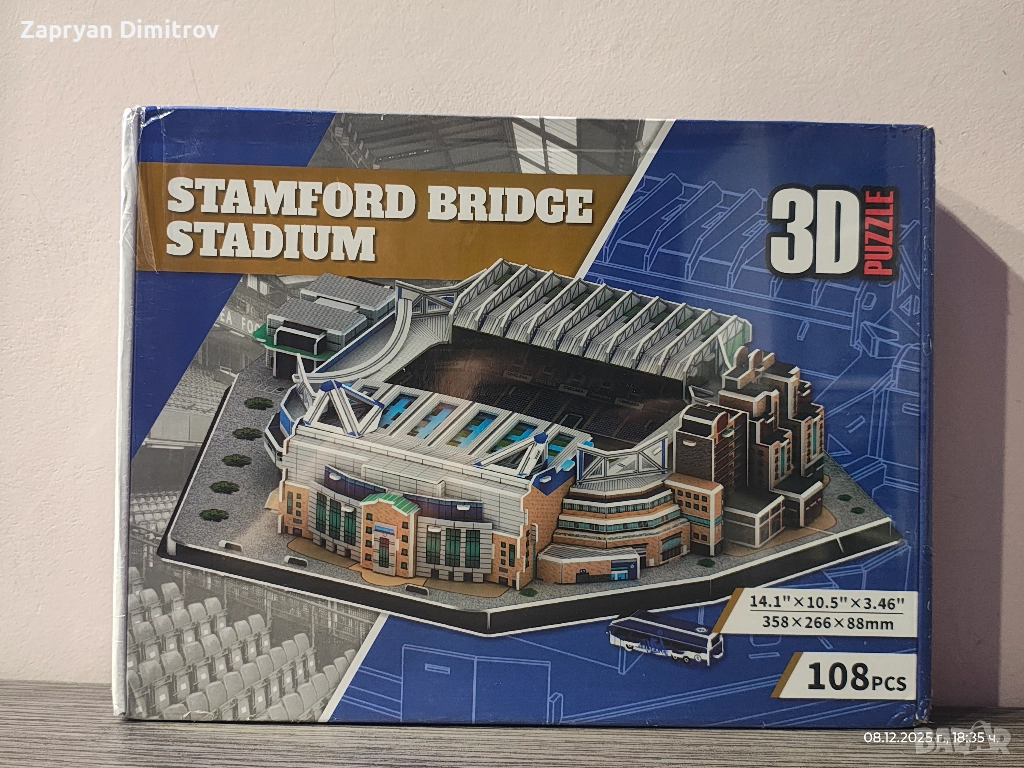 Zapryan Dimitrov
STAMFORD BRIDGE
STADIUM
3D
PUZZLE
14.1"×10.5"×3.46"
358×266×88mm
108PCS
08.12.2025 г., 18:35 ч.
BAZAR